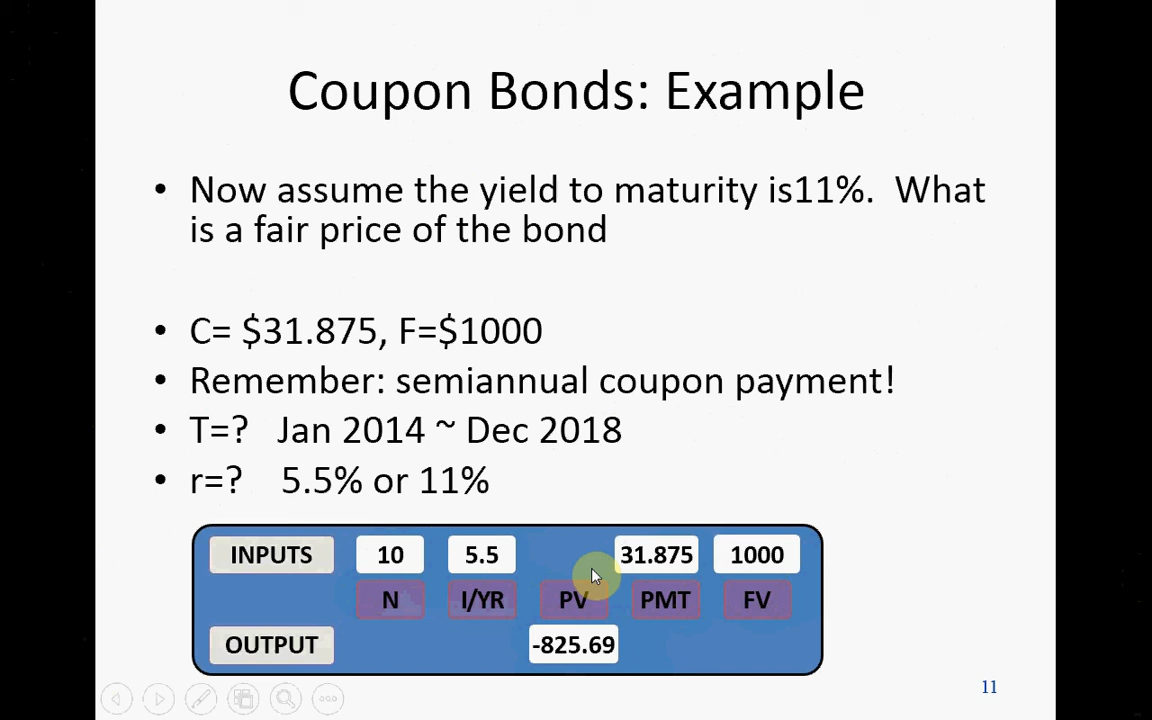 Coupon Bonds: Example
• Now assume the yield to maturity is11%. What
is a fair price of the bond
• C= $31.875, F=$1000
• Remember: semiannual coupon payment!
• T=? Jan 2014 ~ Dec 2018
• r=? 5.5% or 11%
INPUTS 10 5.5 31.875 1000
N I/YR PV PMT FV
OUTPUT -825.69
11